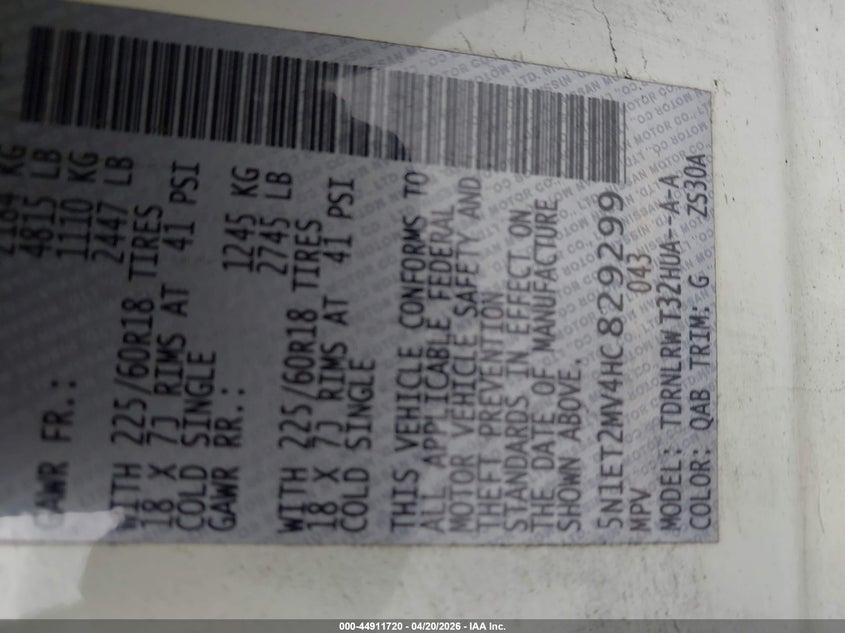 2184 KG
4815 LB
GAWR FR.: 1110 KG
2447 LB
WITH 225/60R18 TIRES
18 X 7J RIMS AT 41 PSI
COLD SINGLE
GAWR RR.: 1245 KG
2745 LB
WITH 225/60R18 TIRES
18 X 7J RIMS AT 41 PSI
COLD SINGLE
THIS VEHICLE CONFORMS TO
ALL APPLICABLE FEDERAL
MOTOR VEHICLE SAFETY AND
THEFT PREVENTION
STANDARDS IN EFFECT ON
THE DATE OF MANUFACTURE
SHOWN ABOVE.
5N1ET2MV4HC829299
MPV 043
MODEL: TDRNLRW T32HUA--A-A
COLOR: QAB TRIM: G ZS30A
000-44911720 - 04/20/2026 - IAA Inc.